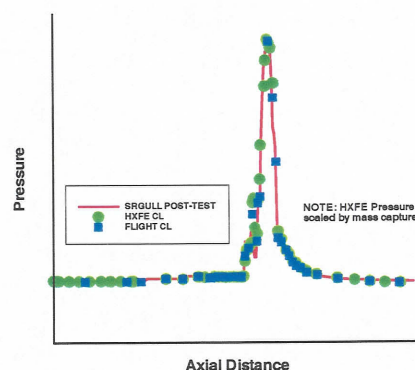 Pressure
SRGULL POST-TEST
HXFE CL
FLIGHT CL
NOTE: HXFE Pressure
scaled by mass capture
Axial Distance